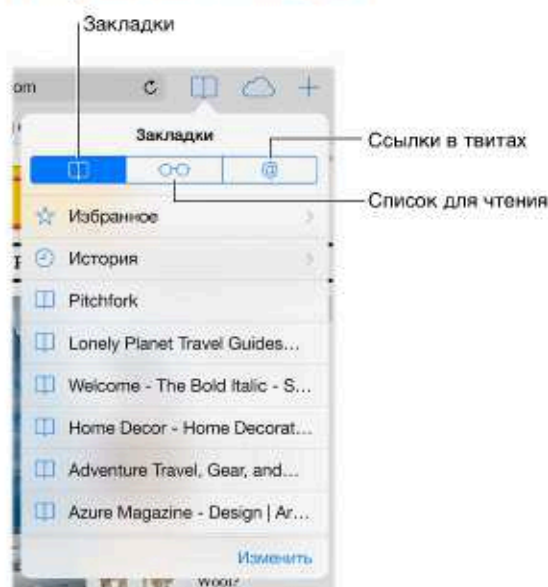 Закладки
om
Закладки
Ссылки в твитах
@
Список для чтения
Избранное
История
Pitchfork
Lonely Planet Travel Guides...
Welcome - The Bold Italic - S...
Home Decor - Home Decorat...
Adventure Travel, Gear, and...
Azure Magazine - Design | Ar...
Изменить
Wool?